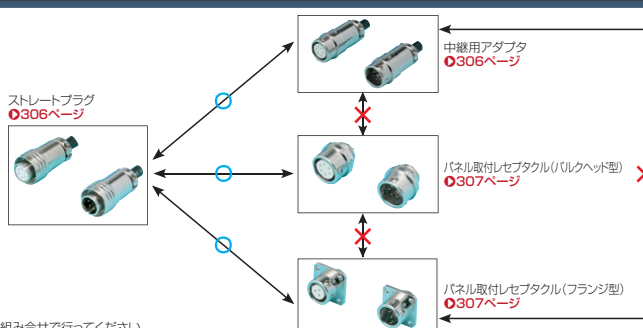 中継用アダプタ
306ページ
ストレートプラグ
306ページ
パネル取付レセプタクル(バルクヘッド型)
307ページ
パネル取付レセプタクル(フランジ型)
307ページ
組み合せで行ってください